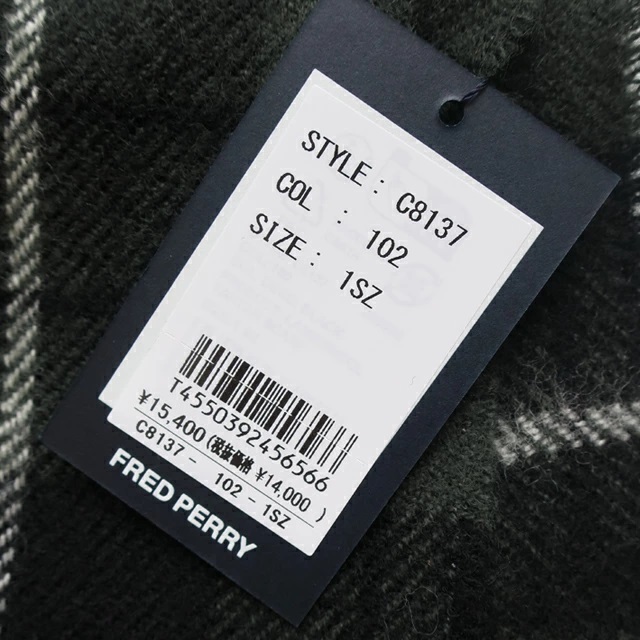 STYLE : C8137
COL : 102
SIZE : 1SZ
T4550392456566
¥15,400 (税抜価格 ¥14,000 )
C8137 - 102 - 1SZ
FRED PERRY